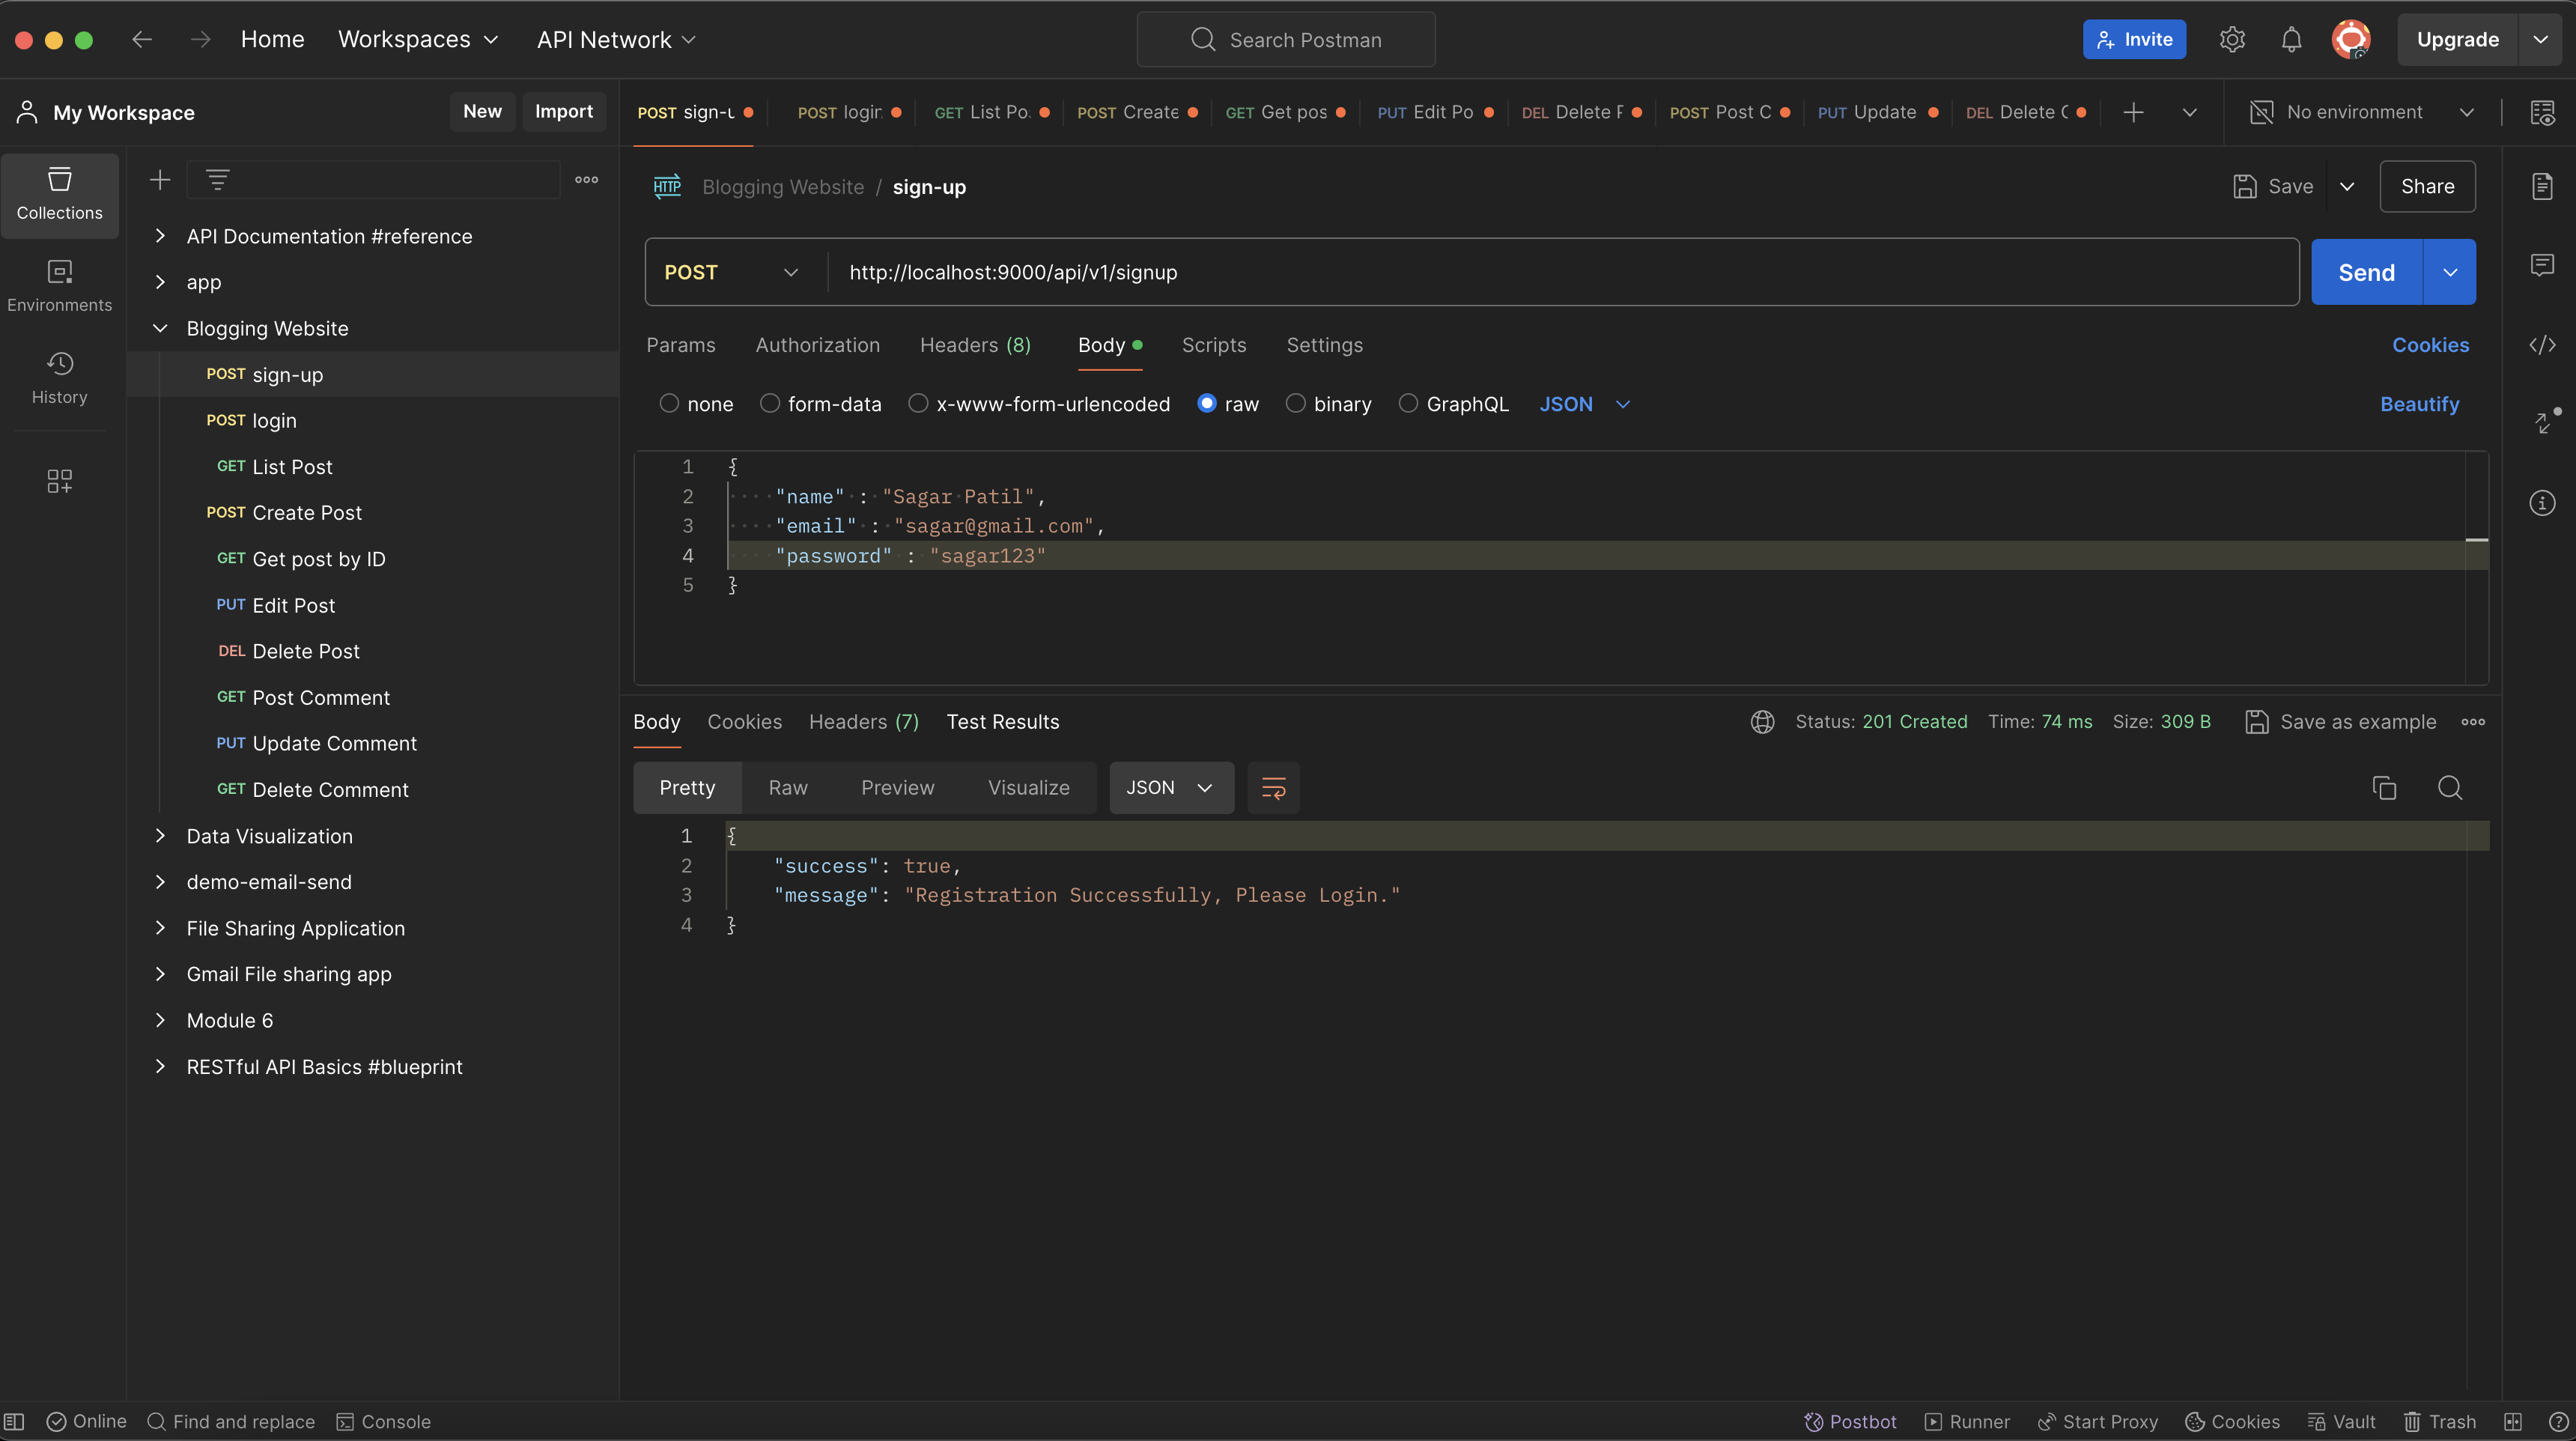 Home Workspaces API Network Search Postman Invite Upgrade
My Workspace New Import
POST sign-u POST login GET List Po POST Create GET Get pos PUT Edit Po DEL Delete P POST Post C PUT Update DEL Delete C No environment
Collections
Environments
History
API Documentation #reference
app
Blogging Website
POST sign-up
POST login
GET List Post
POST Create Post
GET Get post by ID
PUT Edit Post
DEL Delete Post
GET Post Comment
PUT Update Comment
GET Delete Comment
Data Visualization
demo-email-send
File Sharing Application
Gmail File sharing app
Module 6
RESTful API Basics #blueprint
HTTP Blogging Website / sign-up Save Share
POST http://localhost:9000/api/v1/signup Send
Params Authorization Headers (8) Body Scripts Settings Cookies
none form-data x-www-form-urlencoded raw binary GraphQL JSON Beautify
1 {
2 "name" : "Sagar Patil",
3 "email" : "sagar@gmail.com",
4 "password" : "sagar123"
5 }
Body Cookies Headers (7) Test Results Status: 201 Created Time: 74 ms Size: 309 B Save as example
Pretty Raw Preview Visualize JSON
1 {
2 "success": true,
3 "message": "Registration Successfully, Please Login."
4 }
Online Find and replace Console Postbot Runner Start Proxy Cookies Vault Trash